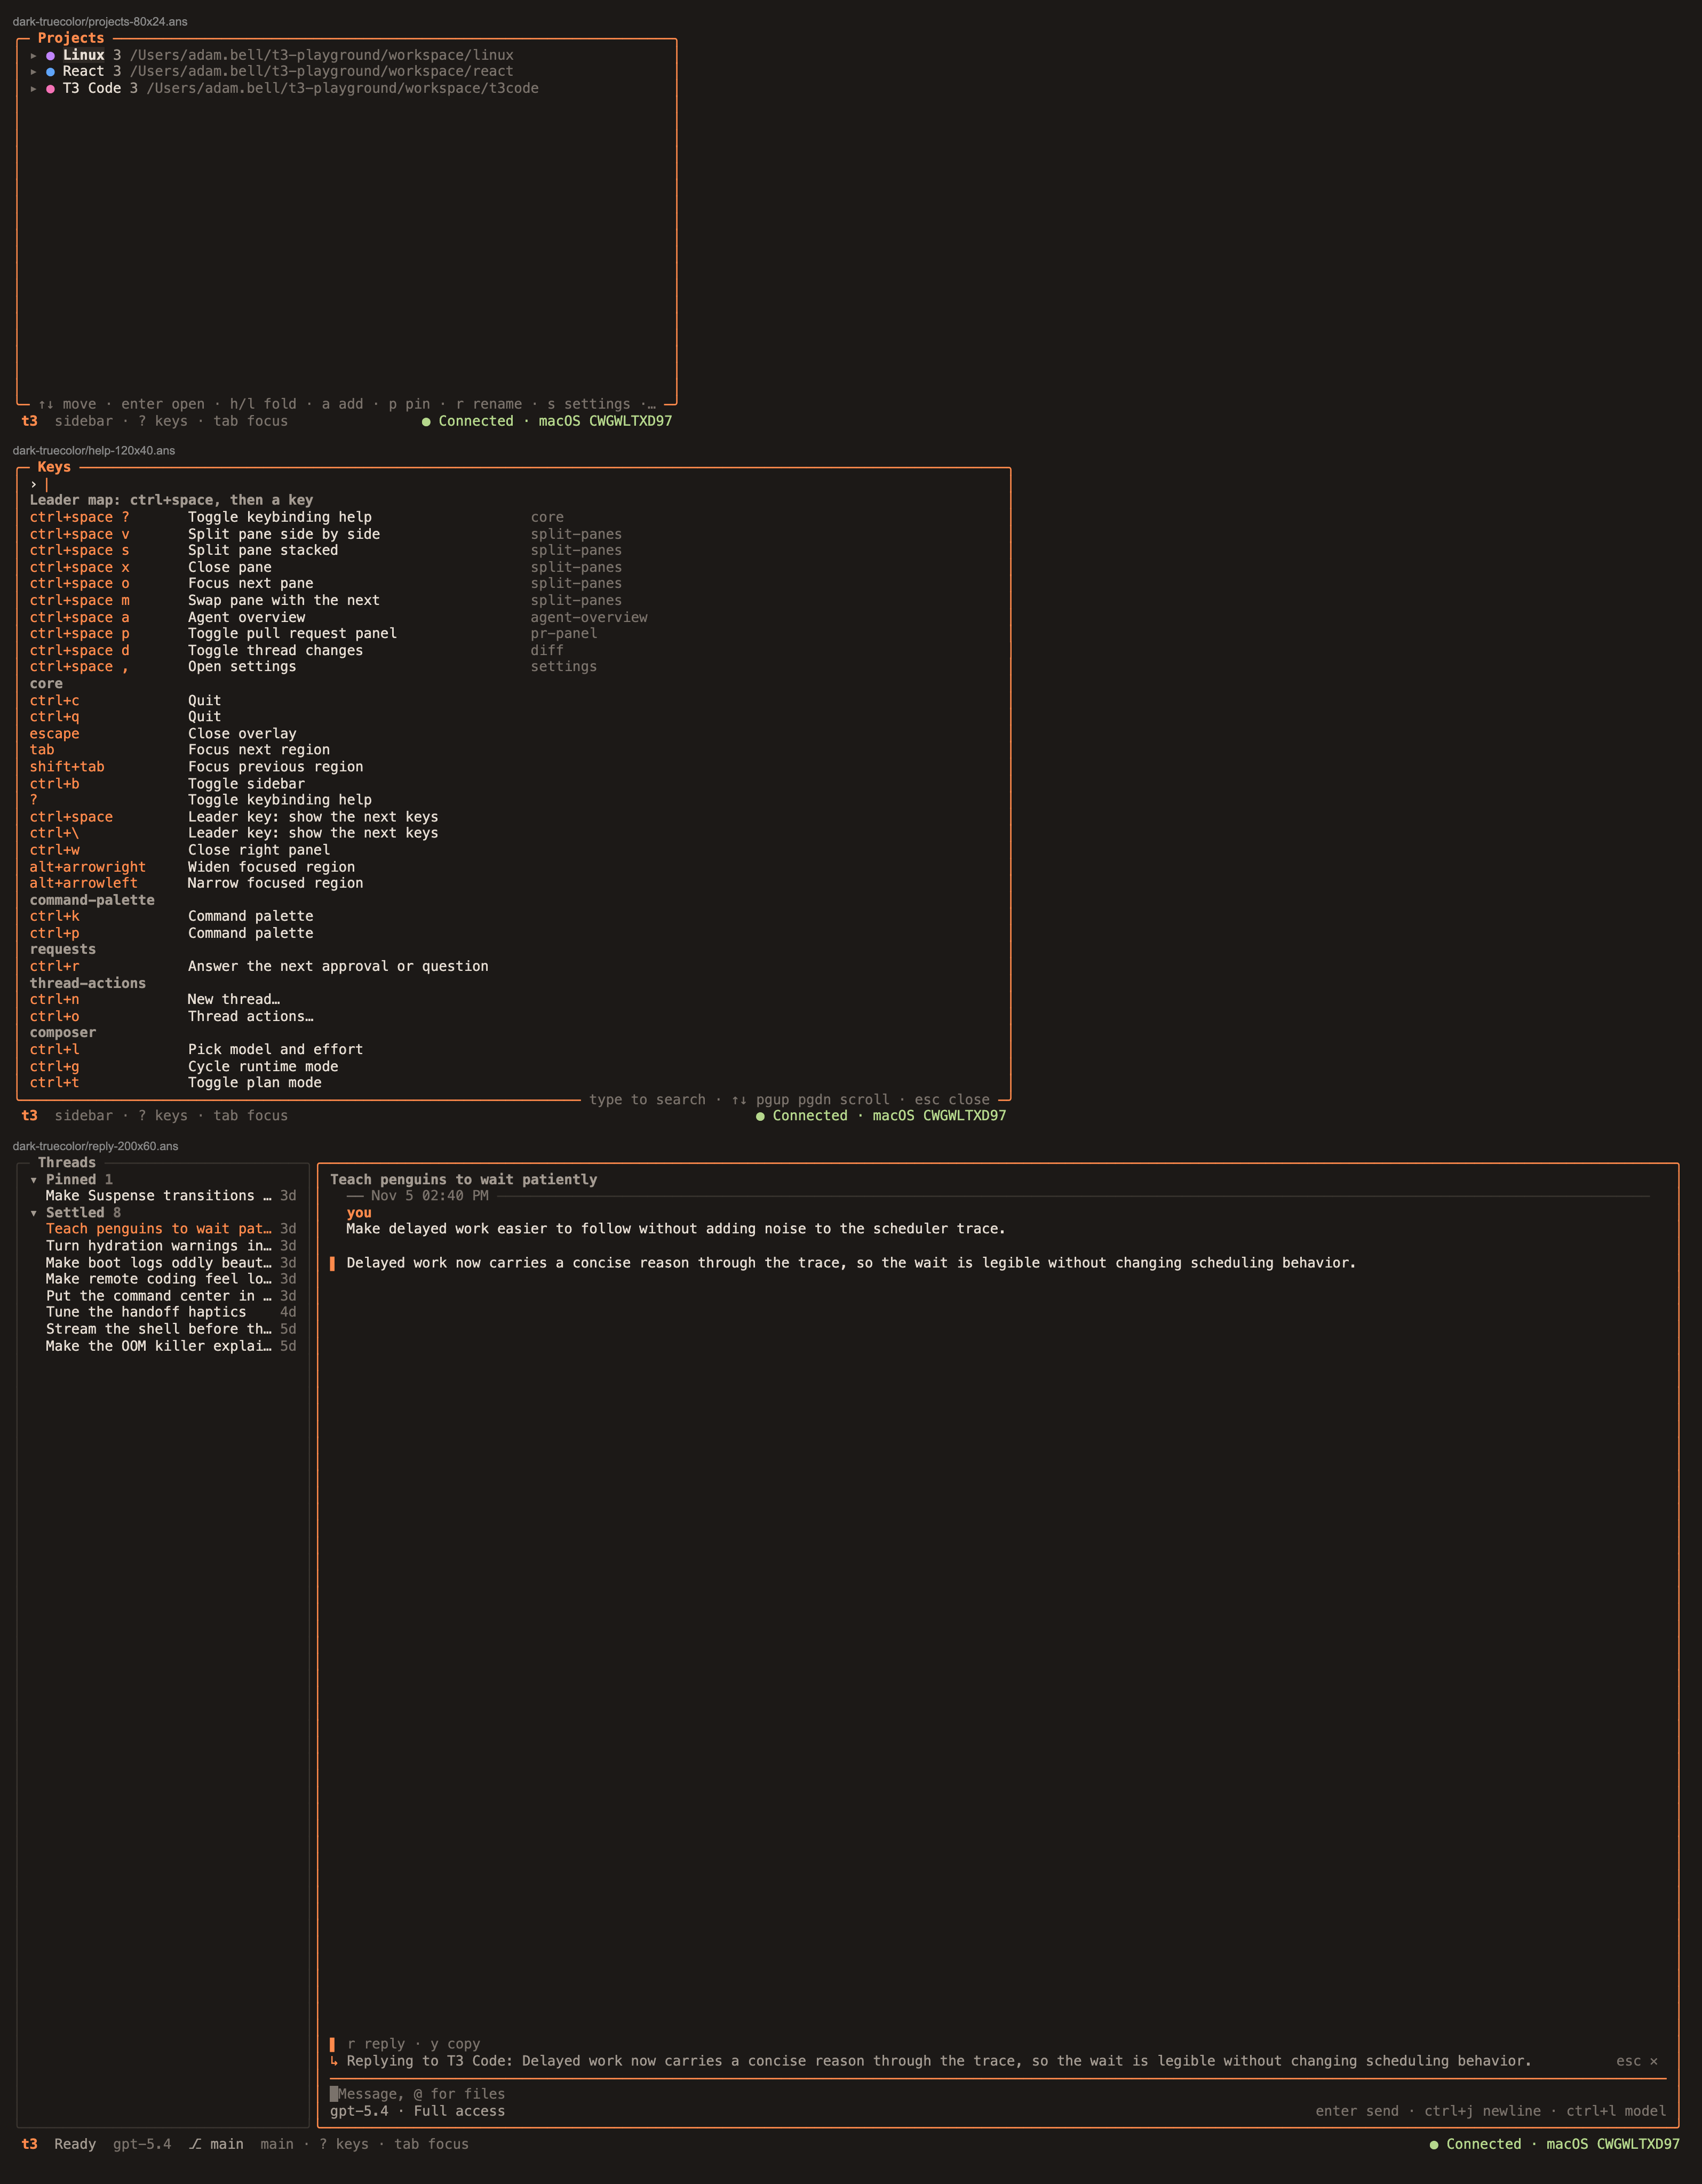 dark-truecolor/projects-80x24.ans
Projects
▸ ● Linux 3 /Users/adam.bell/t3-playground/workspace/linux
▸ ● React 3 /Users/adam.bell/t3-playground/workspace/react
▸ ● T3 Code 3 /Users/adam.bell/t3-playground/workspace/t3code
↑↓ move · enter open · h/l fold · a add · p pin · r rename · s settings ·…
t3 sidebar · ? keys · tab focus ● Connected · macOS CWGWLTXD97
dark-truecolor/help-120x40.ans
Keys
›
Leader map: ctrl+space, then a key
ctrl+space ? Toggle keybinding help core
ctrl+space v Split pane side by side split-panes
ctrl+space s Split pane stacked split-panes
ctrl+space x Close pane split-panes
ctrl+space o Focus next pane split-panes
ctrl+space m Swap pane with the next split-panes
ctrl+space a Agent overview agent-overview
ctrl+space p Toggle pull request panel pr-panel
ctrl+space d Toggle thread changes diff
ctrl+space , Open settings settings
core
ctrl+c Quit
ctrl+q Quit
escape Close overlay
tab Focus next region
shift+tab Focus previous region
ctrl+b Toggle sidebar
? Toggle keybinding help
ctrl+space Leader key: show the next keys
ctrl+\ Leader key: show the next keys
ctrl+w Close right panel
alt+arrowright Widen focused region
alt+arrowleft Narrow focused region
command-palette
ctrl+k Command palette
ctrl+p Command palette
requests
ctrl+r Answer the next approval or question
thread-actions
ctrl+n New thread…
ctrl+o Thread actions…
composer
ctrl+l Pick model and effort
ctrl+g Cycle runtime mode
ctrl+t Toggle plan mode
type to search · ↑↓ pgup pgdn scroll · esc close
t3 sidebar · ? keys · tab focus ● Connected · macOS CWGWLTXD97
dark-truecolor/reply-200x60.ans
Threads
▾ Pinned 1
Make Suspense transitions … 3d
▾ Settled 8
Teach penguins to wait pat… 3d
Turn hydration warnings in… 3d
Make boot logs oddly beaut… 3d
Make remote coding feel lo… 3d
Put the command center in … 3d
Tune the handoff haptics 4d
Stream the shell before th… 5d
Make the OOM killer explai… 5d
Teach penguins to wait patiently
Nov 5 02:40 PM
you
Make delayed work easier to follow without adding noise to the scheduler trace.
Delayed work now carries a concise reason through the trace, so the wait is legible without changing scheduling behavior.
r reply · y copy
↳ Replying to T3 Code: Delayed work now carries a concise reason through the trace, so the wait is legible without changing scheduling behavior. esc ×
Message, @ for files
gpt-5.4 · Full access enter send · ctrl+j newline · ctrl+l model
t3 Ready gpt-5.4 ⎇ main main · ? keys · tab focus ● Connected · macOS CWGWLTXD97